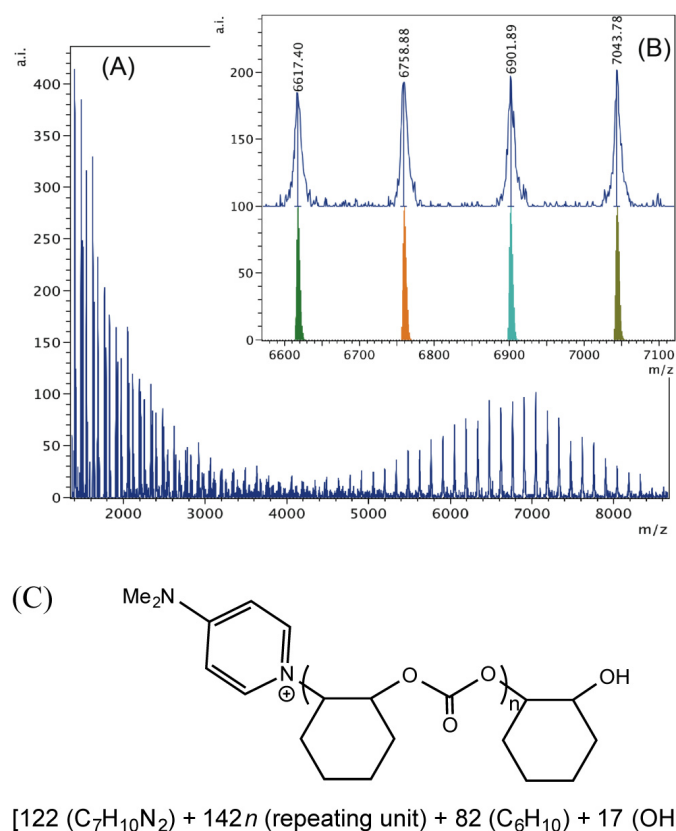 (A)
(B)
a.i.
a.i.
6617.40
6758.88
6901.89
7043.78
200
150
100
50
0
6600 6700 6800 6900 7000 7100
m/z
400
350
300
250
200
150
100
50
0
2000 3000 4000 5000 6000 7000 8000
m/z
(C)
Me₂N
N
⊕
O O
O
n
OH
[122 (C₇H₁₀N₂) + 142n (repeating unit) + 82 (C₆H₁₀) + 17 (OH